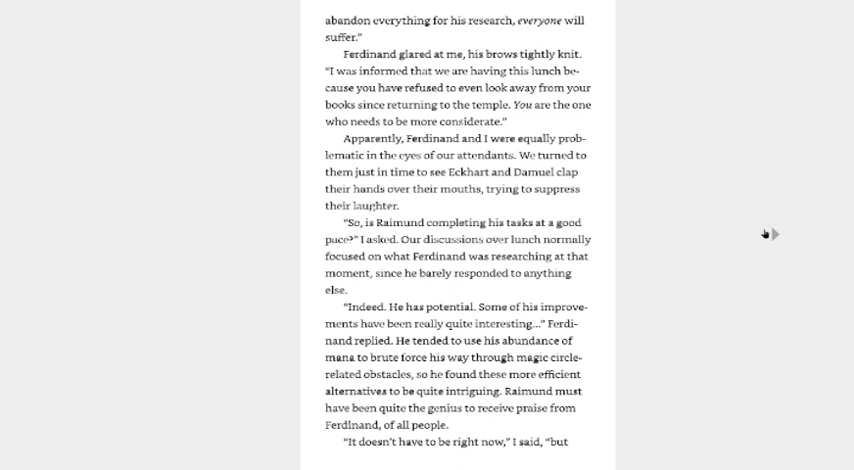 abandon everything for his research, everyone will
suffer.”
Ferdinand glared at me, his brows tightly knit.
“I was informed that we are having this lunch be-
cause you have refused to even look away from your
books since returning to the temple. You are the one
who needs to be more considerate.”
Apparently, Ferdinand and I were equally prob-
lematic in the eyes of our attendants. We turned to
them just in time to see Eckhart and Damuel clap
their hands over their mouths, trying to suppress
their laughter.
“So, is Raimund completing his tasks at a good
pace?” I asked. Our discussions over lunch normally
focused on what Ferdinand was researching at that
moment, since he barely responded to anything
else.
“Indeed. He has potential. Some of his improve-
ments have been really quite interesting...” Ferdi-
nand replied. He tended to use his abundance of
mana to brute force his way through magic circle-
related obstacles, so he found these more efficient
alternatives to be quite intriguing. Raimund must
have been quite the genius to receive praise from
Ferdinand, of all people.
“It doesn’t have to be right now,” I said, “but